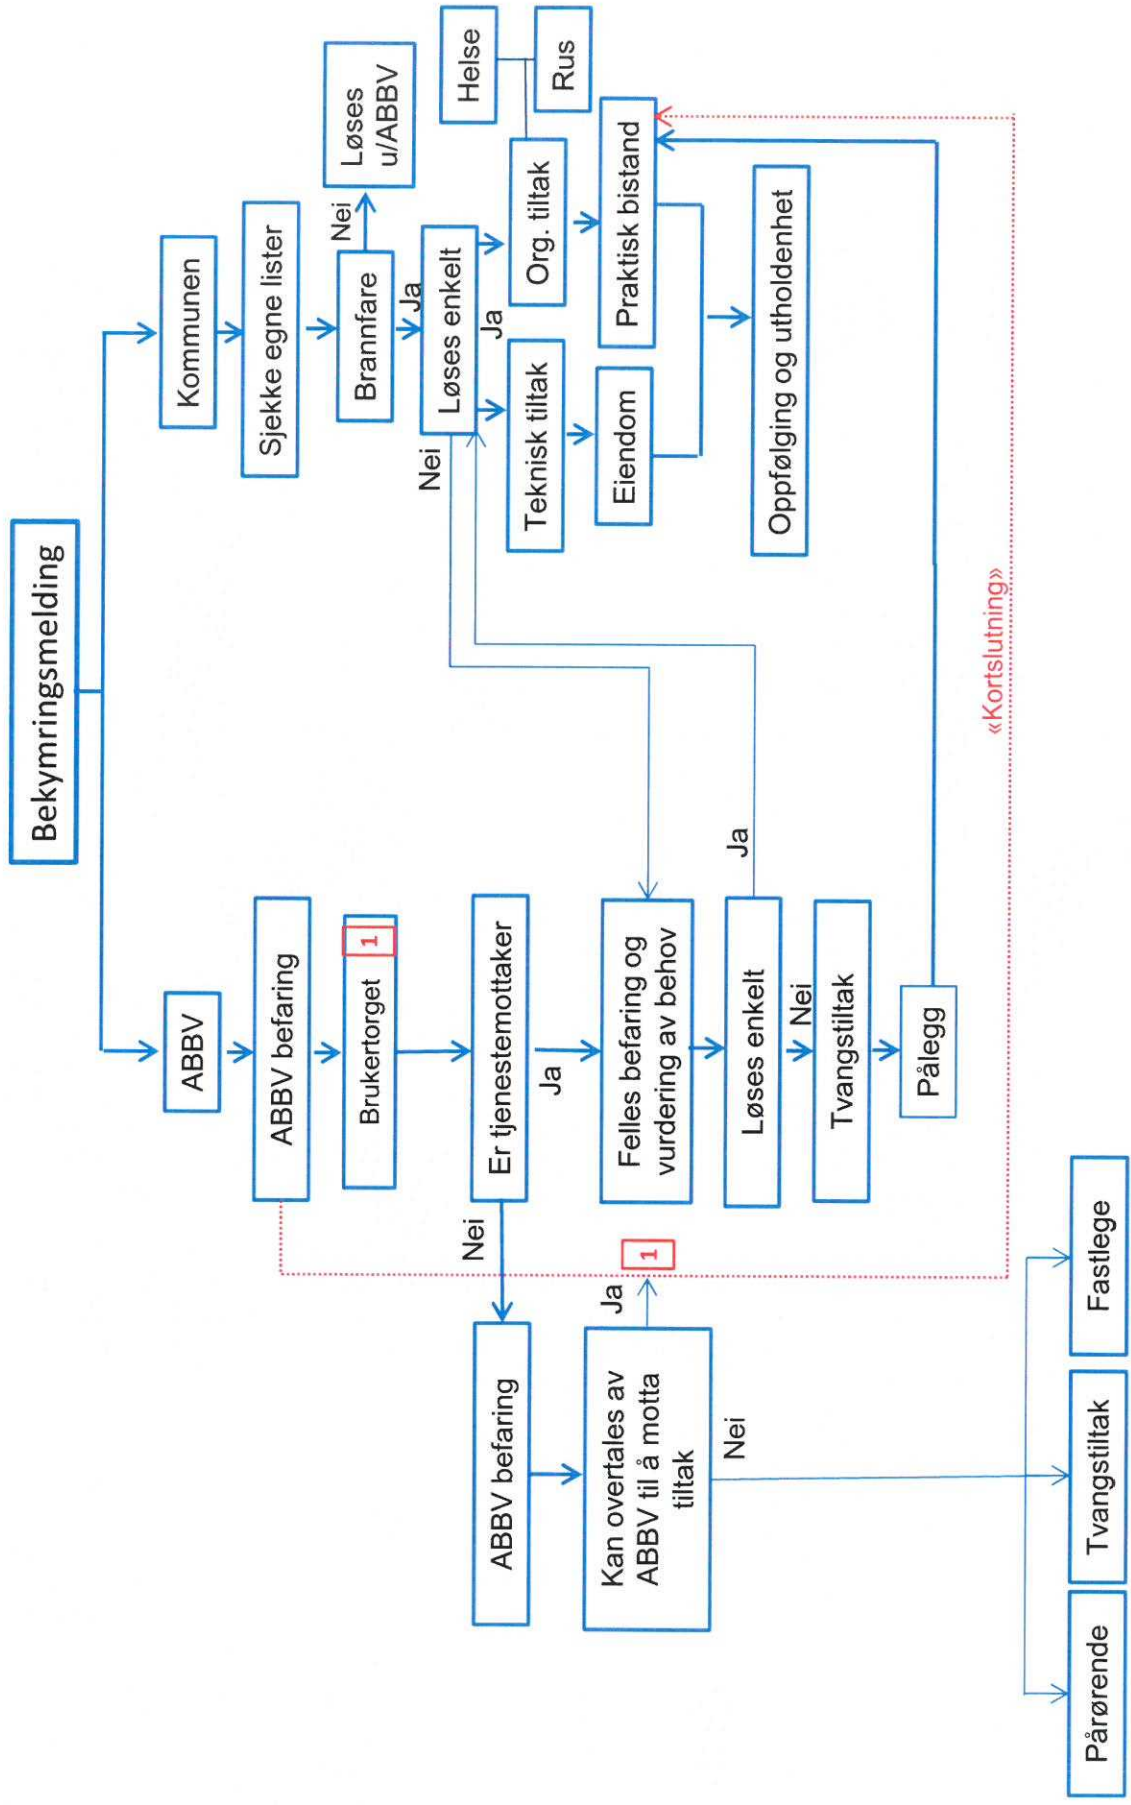 Bekymringsmelding
ABBV
Kommunen
ABBV befaring
Sjekke egne lister
Brukertorget
1
Brannfare
Nei
Løses
u/ABBV
Ja
Er tjenestemottaker
Nei
Ja
Løses enkelt
Nei
Ja
Teknisk tiltak
Org. tiltak
Helse
Rus
Eiendom
Praktisk bistand
Oppfølging og utholdenhet
ABBV befaring
Kan overtales av
ABBV til å motta
tiltak
Ja
1
Nei
Felles befaring og
vurdering av behov
Løses enkelt
Ja
Nei
Tvangstiltak
Pålegg
«Kortslutning»
Pårørende
Tvangstiltak
Fastlege